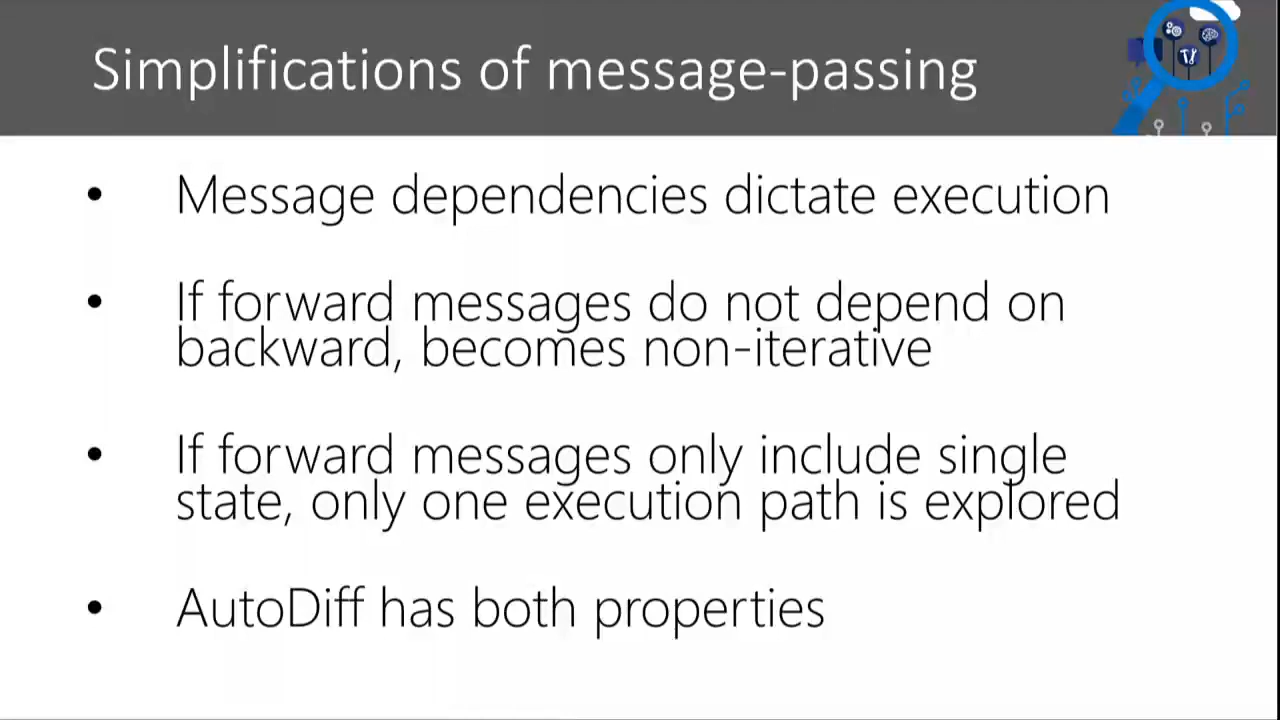 Simplifications of message-passing
• Message dependencies dictate execution
• If forward messages do not depend on
backward, becomes non-iterative
• If forward messages only include single
state, only one execution path is explored
• AutoDiff has both properties